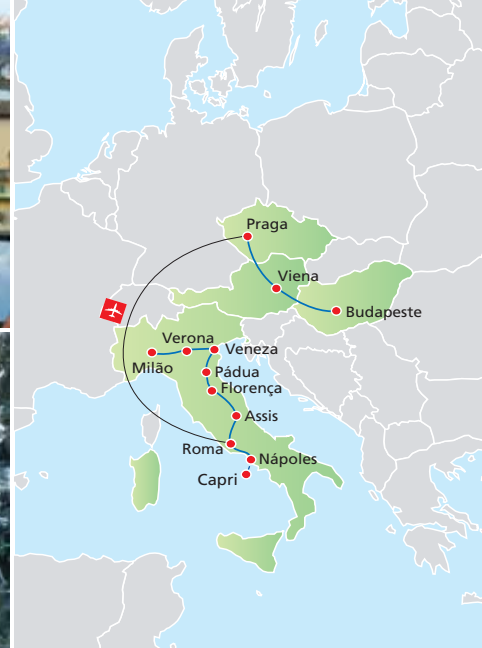 Praga
Viena
Budapeste
Verona
Veneza
Milão
Pádua
Florença
Assis
Roma
Nápoles
Capri